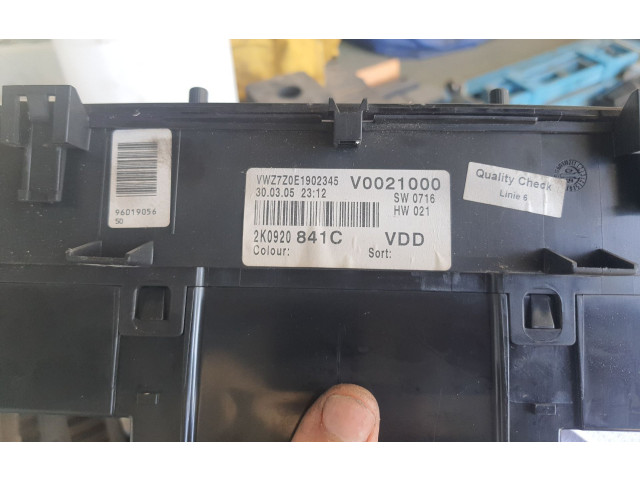 VWZ7Z0E1902345 V0021000
30.03.05 23:12 SW 0716
HW 021
2K0920 841C VDD
Colour: Sort:
96019056
50
Quality Check
Linie 6